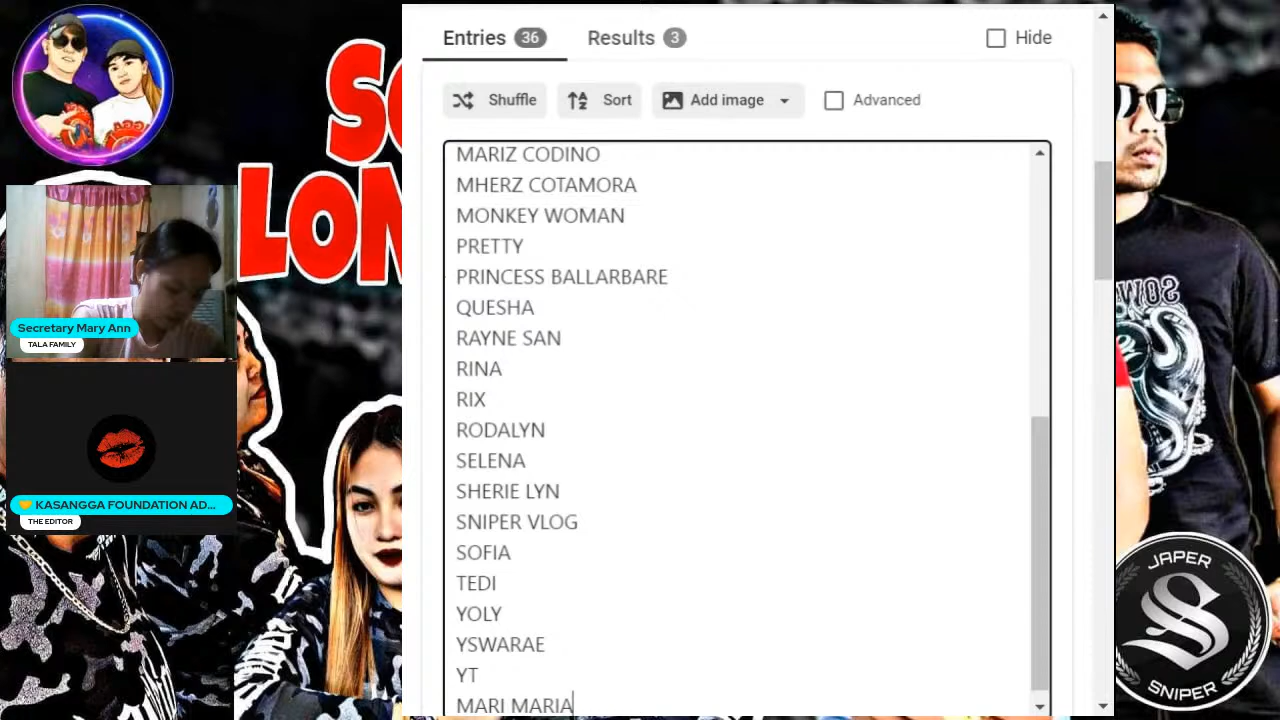 Entries 36 Results 3 Hide
Shuffle Sort Add image Advanced
MARIZ CODINO
MHERZ COTAMORA
MONKEY WOMAN
PRETTY
PRINCESS BALLARBARE
QUESHA
RAYNE SAN
RINA
RIX
RODALYN
SELENA
SHERIE LYN
SNIPER VLOG
SOFIA
TEDI
YOLY
YSWARAE
YT
MARI MARIA
Secretary Mary Ann
TALA FAMILY
KASANGGA FOUNDATION AD...
THE EDITOR
JAPER
S
SNIPER